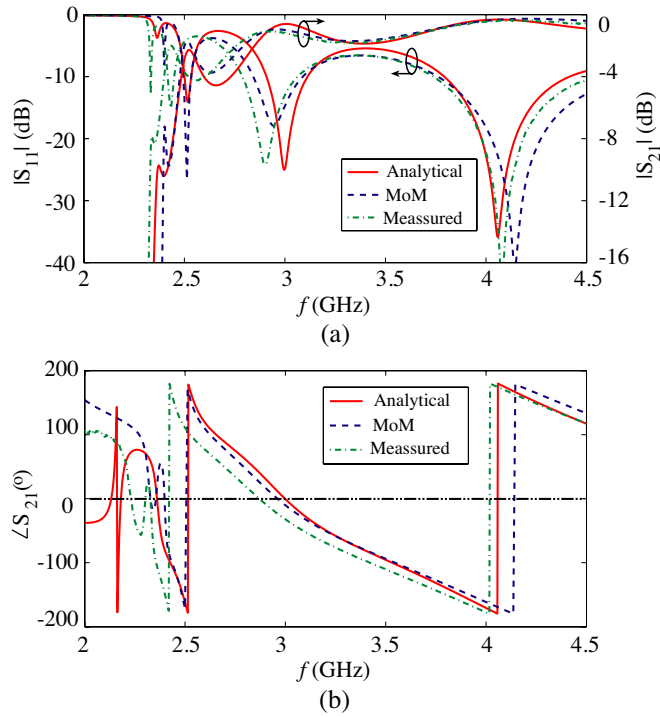 0
0
-10
-4
-20
-8
-30
-12
-40
-16
|S11| (dB)
|S21| (dB)
Analytical
MoM
Meassured
2 2.5 3 3.5 4 4.5
f (GHz)
(a)
200
100
0
-100
-200
∠S21(º)
Analytical
MoM
Meassured
2 2.5 3 3.5 4 4.5
f (GHz)
(b)